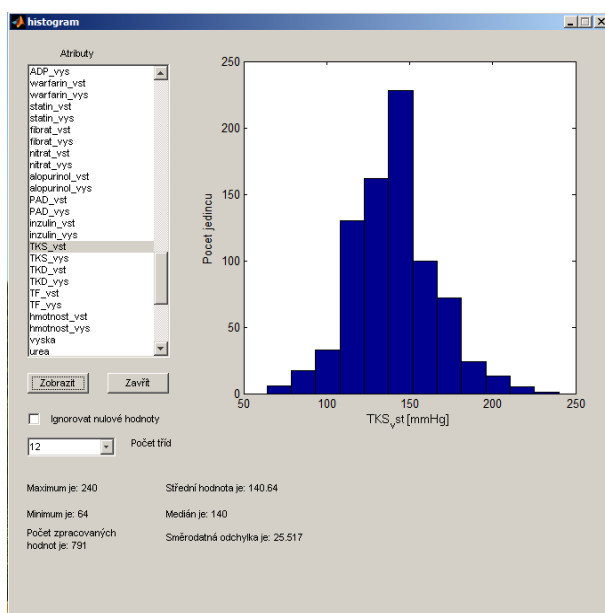 histogram
Atributy
ADP_vys
warfarin_vst
warfarin_vys
statin_vst
statin_vys
fibrat_vst
fibrat_vys
nitrat_vst
nitrat_vys
alopurinol_vst
alopurinol_vys
PAD_vst
PAD_vys
inzulin_vst
inzulin_vys
TKS_vst
TKS_vys
TKD_vst
TKD_vys
TF_vst
TF_vys
hmotnost_vst
hmotnost_vys
vyska
urea
Zobrazit
Zavřít
Ignorovat nulové hodnoty
12
Počet tříd
250
200
150
100
50
0
Pocet jedincu
50
100
150
200
250
TKSvst [mmHg]
Maximum je: 240
Střední hodnota je: 140.64
Minimum je: 64
Medián je: 140
Počet zpracovaných
hodnot je: 791
Směrodatná odchylka je: 25.517